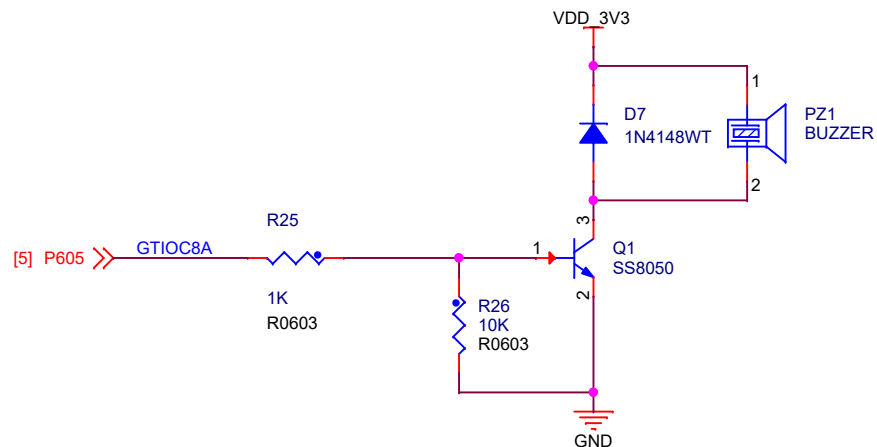 VDD_3V3
1
D7
1N4148WT
PZ1
BUZZER
2
R25
3
[5] P605
GTIOC8A
1
Q1
SS8050
1K
R0603
2
R26
10K
R0603
GND